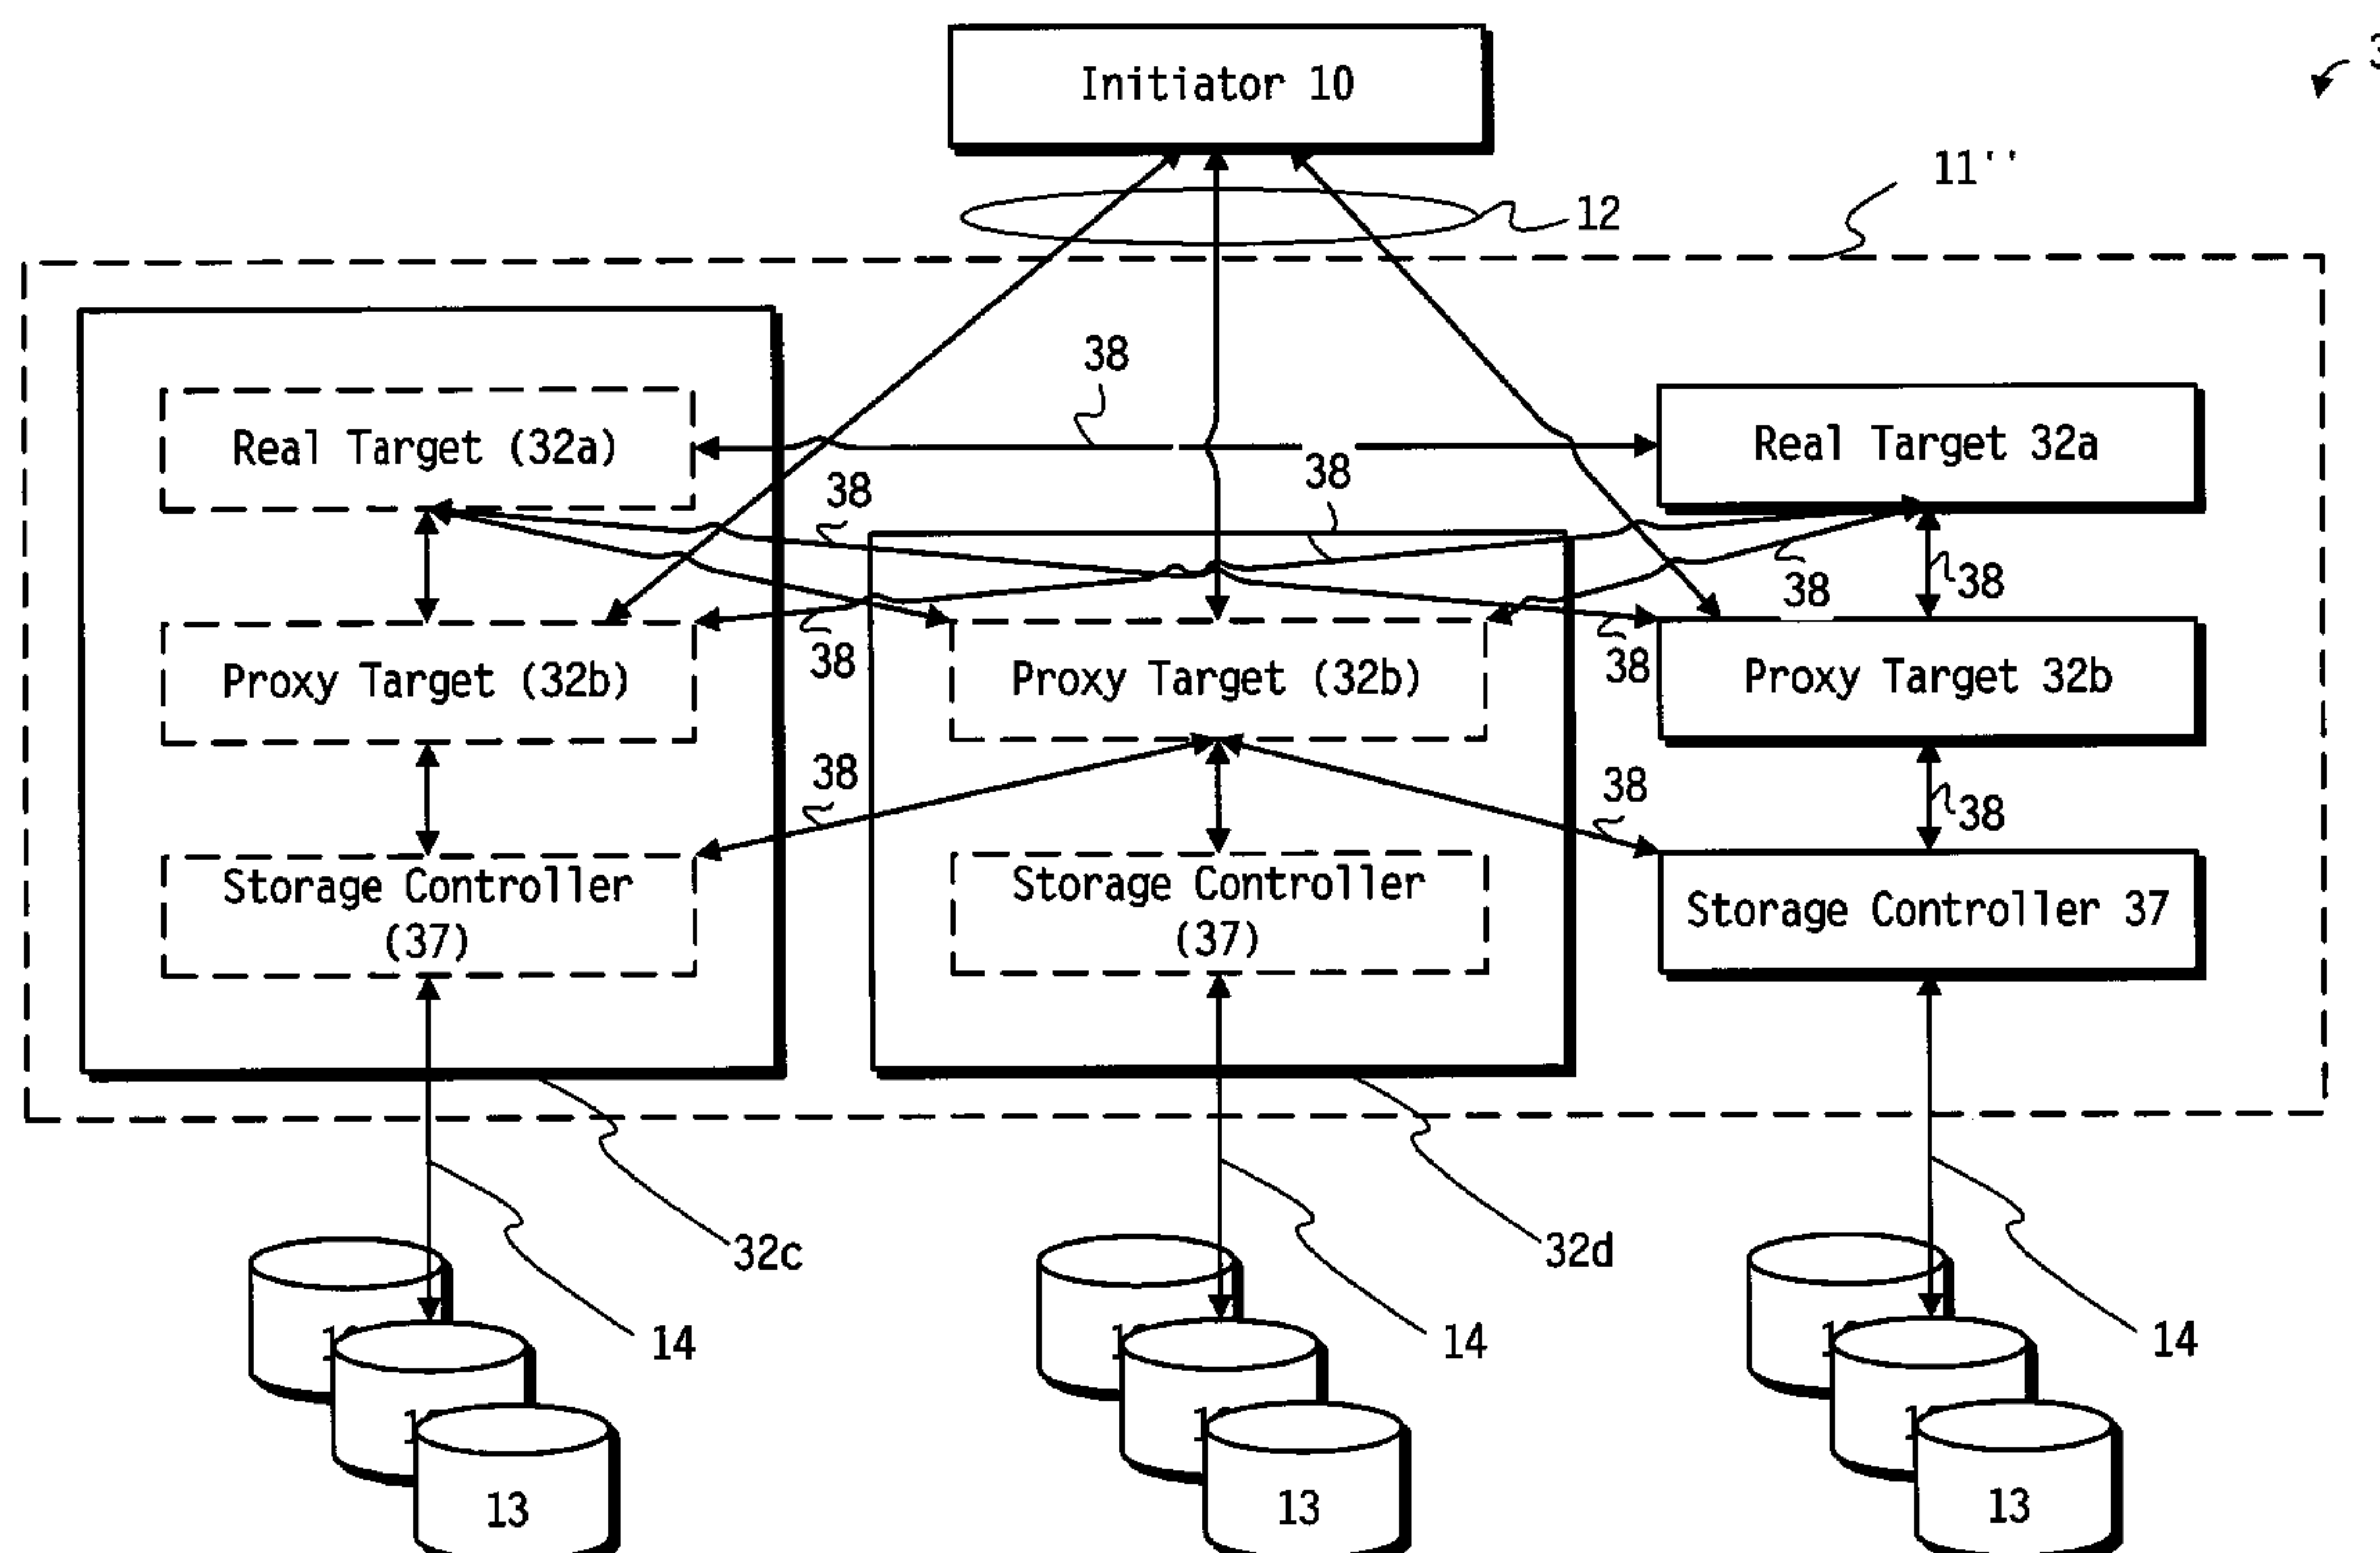 Initiator 10
3
11''
12
38
Real Target (32a)
Real Target 32a
38
38
38
38
38
38
Proxy Target (32b)
Proxy Target (32b)
Proxy Target 32b
38
38
38
Storage Controller
(37)
Storage Controller
(37)
Storage Controller 37
32c
32d
14
14
14
13
13
13